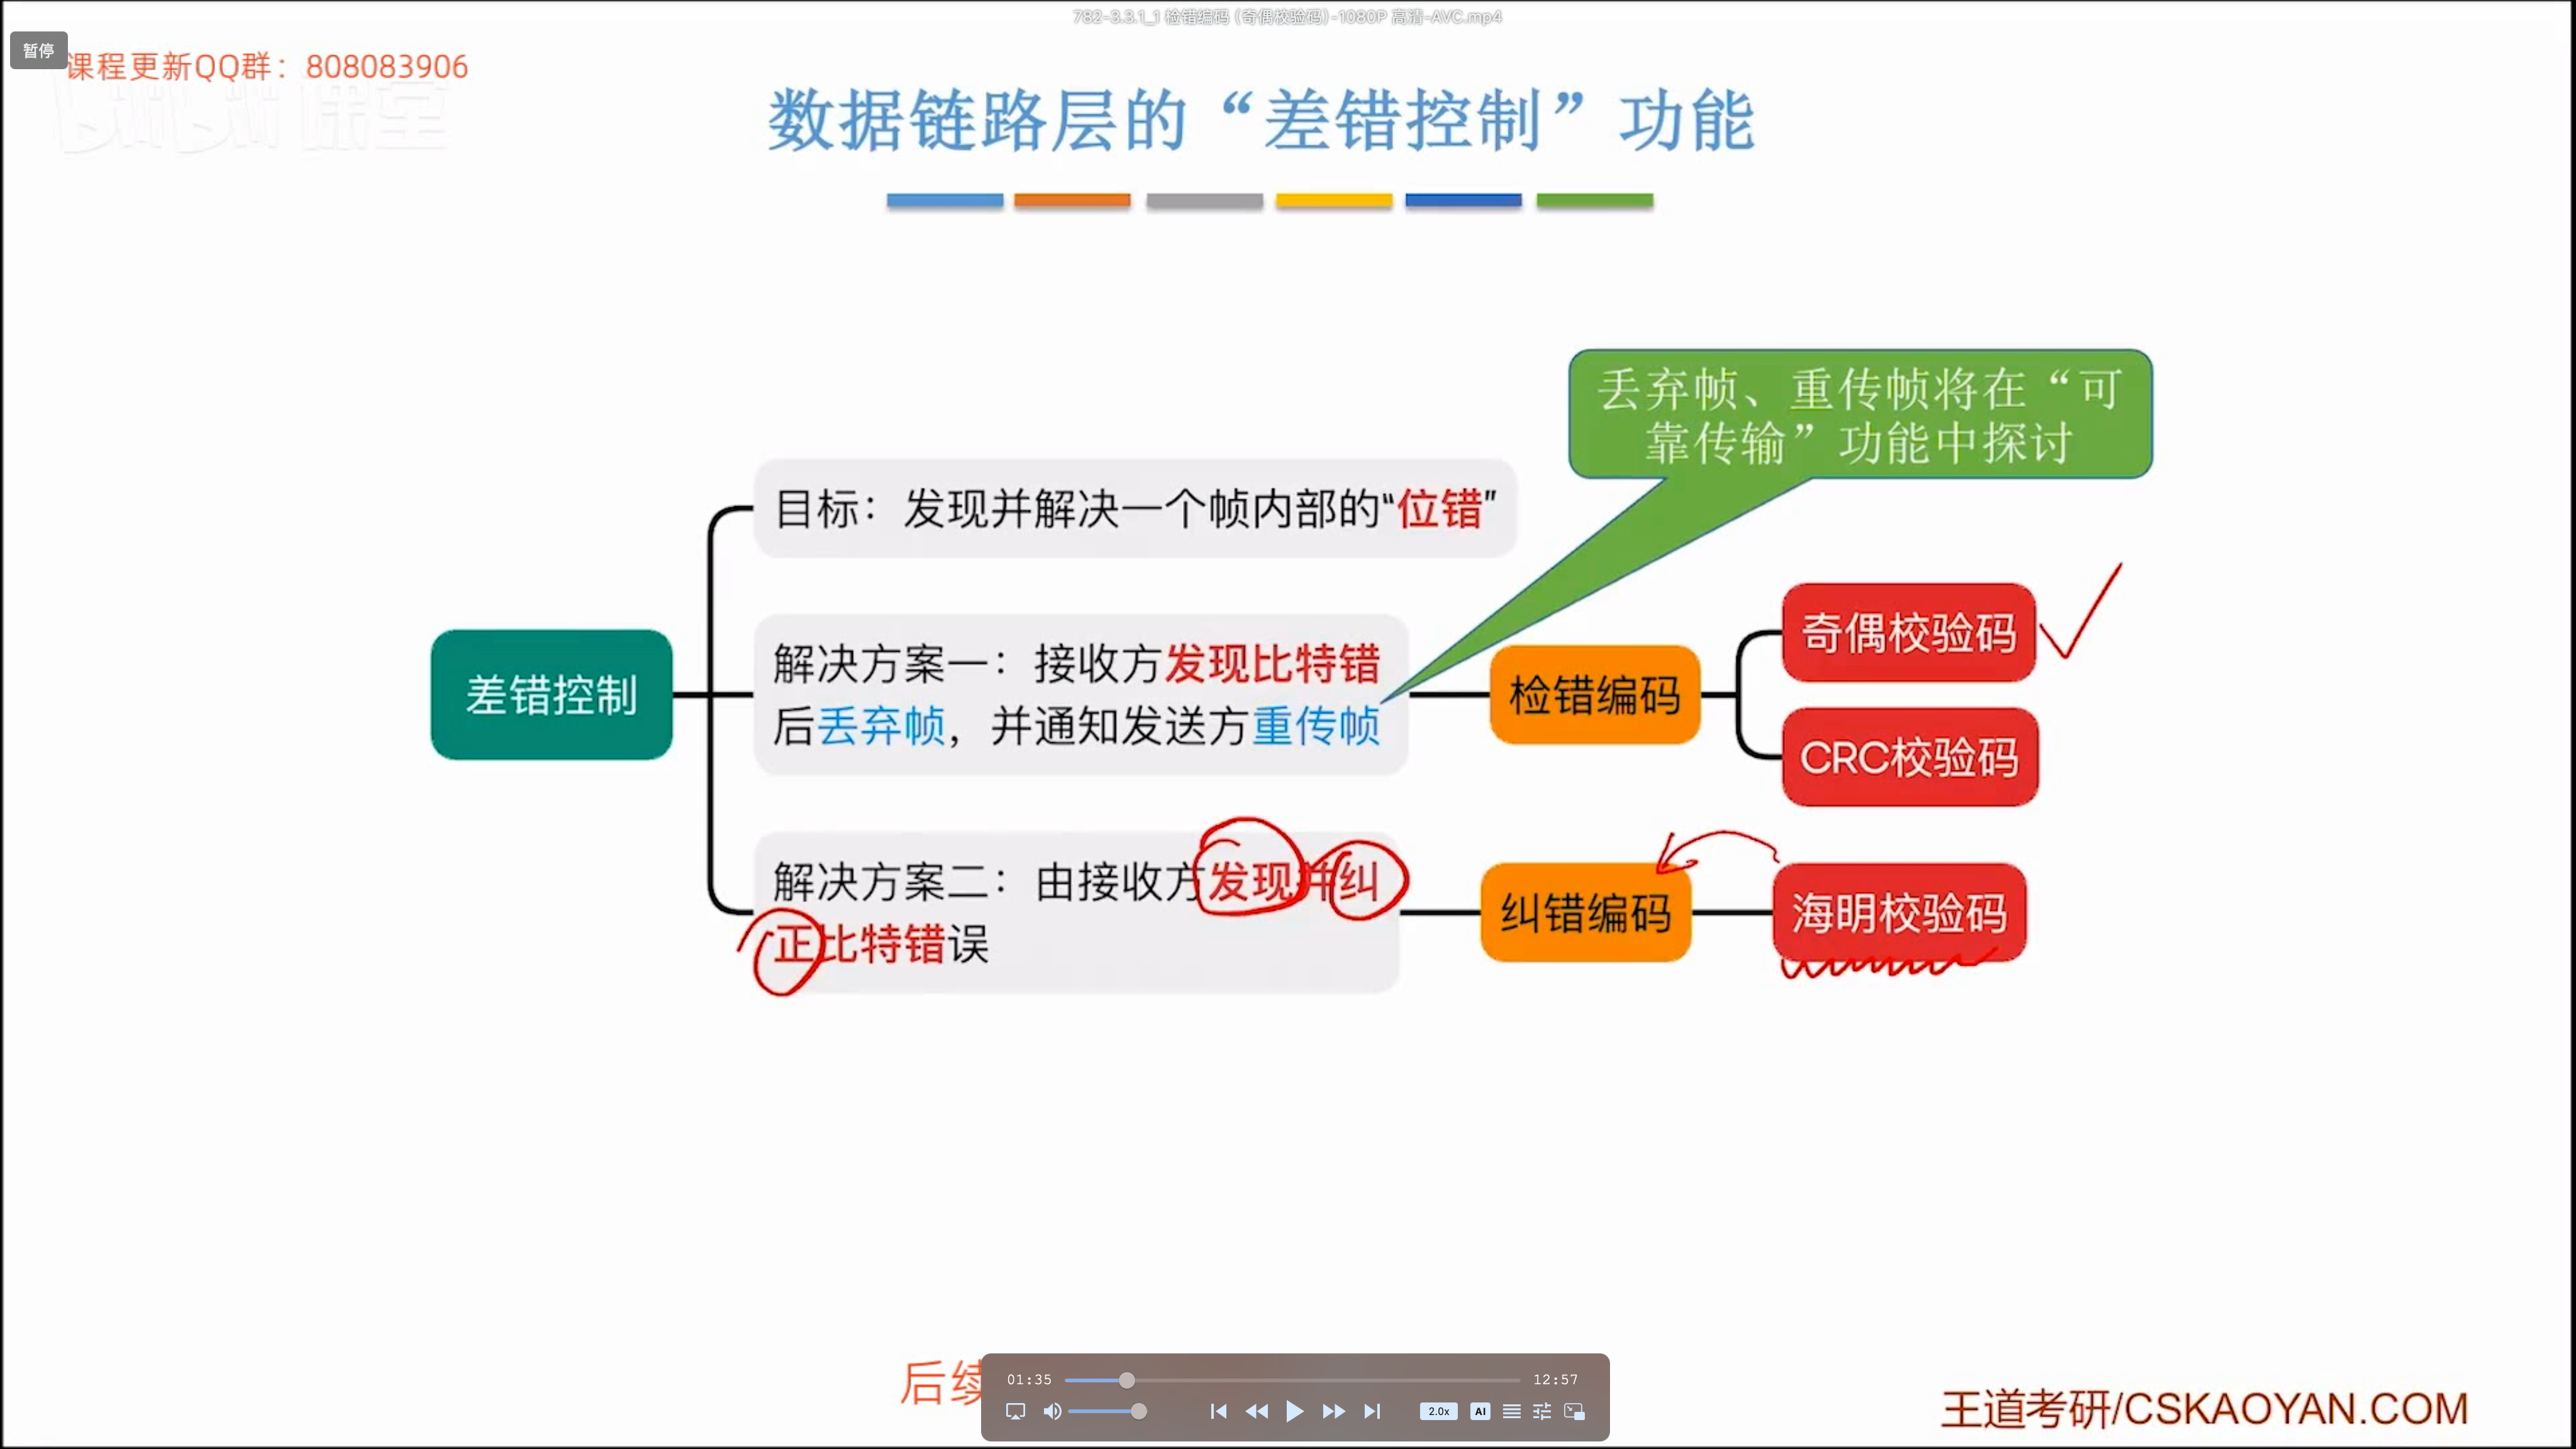 782-3.3.1_1 检错编码 (奇偶校验码)-1080P 高清-AVC.mp4
暂停
课程更新QQ群：808083906
bilibili 课堂
数据链路层的“差错控制”功能
丢弃帧、重传帧将在“可
靠传输”功能中探讨
目标：发现并解决一个帧内部的“位错”
差错控制
解决方案一：接收方发现比特错
后丢弃帧，并通知发送方重传帧
检错编码
奇偶校验码
CRC校验码
解决方案二：由接收方发现并纠
正比特错误
纠错编码
海明校验码
后续
01:35
12:57
2.0x
AI
王道考研/CSKAOYAN.COM